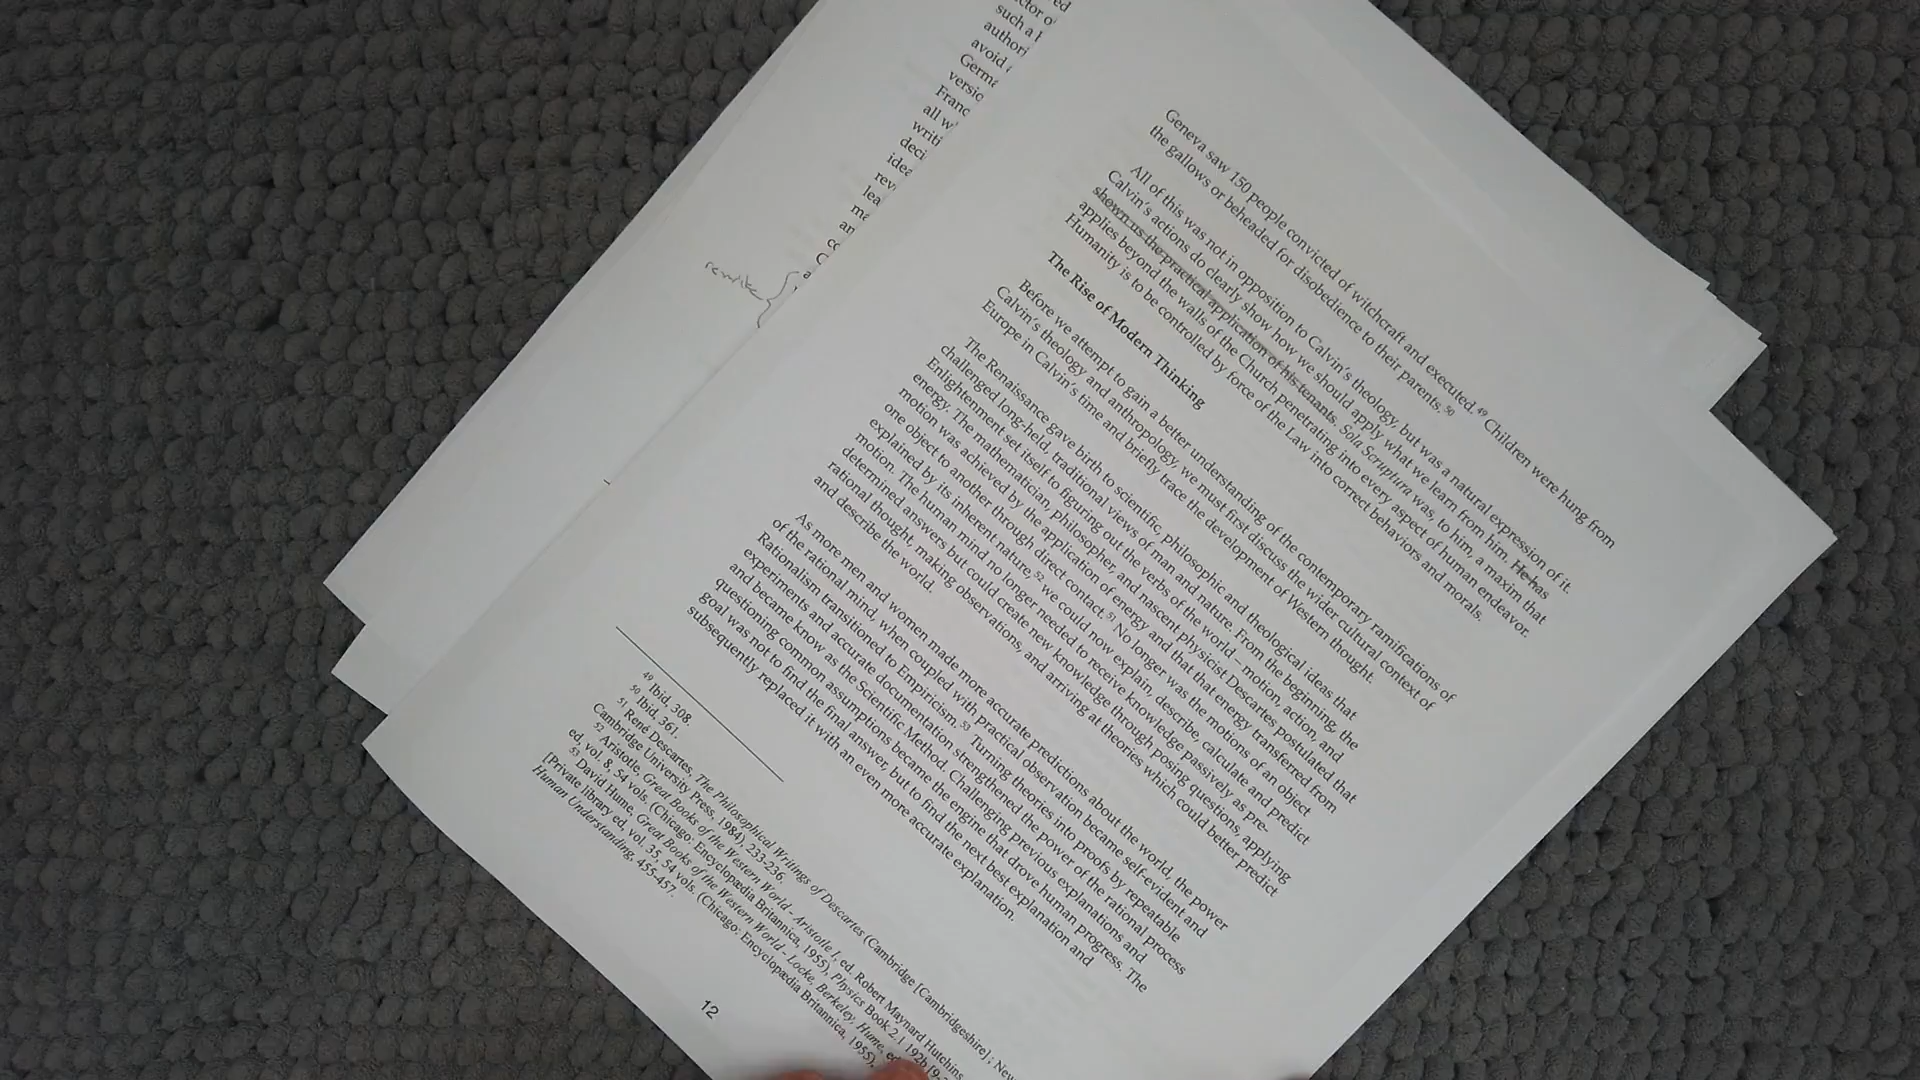 ed
ctor o
such a
authori
avoid
Germa
versio
Franc
all w
writi
deci
idea
rev
lea
ma
an
co
C
a
rewrite
Geneva saw 150 people convicted of witchcraft and executed.49 Children were hung from
the gallows or beheaded for disobedience to their parents.50
All of this was not in opposition to Calvin's theology, but was a natural expression of it.
Calvin's actions do clearly show how we should apply what we learn from him. He has
shown us the practical application of his tenants. Sola Scruptura was, to him, a maxim that
applies beyond the walls of the Church penetrating into every aspect of human endeavor.
Humanity is to be controlled by force of the Law into correct behaviors and morals.
The Rise of Modern Thinking
Before we attempt to gain a better understanding of the contemporary ramifications of
Calvin's theology and anthropology, we must first discuss the wider cultural context of
Europe in Calvin's time and briefly trace the development of Western thought.
The Renaissance gave birth to scientific, philosophic and theological ideas that
challenged long-held, traditional views of man and nature. From the beginning, the
Enlightenment set itself to figuring out the verbs of the world – motion, action, and
energy. The mathematician, philosopher, and nascent physicist Descartes postulated that
motion was achieved by the application of energy and that that energy transferred from
one object to another through direct contact.51 No longer was the motions of an object
explained by its inherent nature,52 we could now explain, describe, calculate and predict
motion. The human mind no longer needed to receive knowledge passively as pre-
determined answers but could create new knowledge through posing questions, applying
rational thought, making observations, and arriving at theories which could better predict
and describe the world.
As more men and women made more accurate predictions about the world, the power
of the rational mind, when coupled with practical observation became self-evident and
Rationalism transitioned to Empiricism.53 Turning theories into proofs by repeatable
experiments and accurate documentation strengthened the power of the rational process
and became know as the Scientific Method. Challenging previous explanations and
questioning common assumptions became the engine that drove human progress. The
goal was not to find the final answer, but to find the next best explanation and
subsequently replaced it with an even more accurate explanation.
49 Ibid, 308.
50 Ibid, 361.
51 René Descartes, The Philosophical Writings of Descartes (Cambridge [Cambridgeshire] ; New
Cambridge University Press, 1984), 233-236.
52 Aristotle, Great Books of the Western World - Aristotle I, ed. Robert Maynard Hutchins
ed, vol. 8, 54 vols. (Chicago: Encyclopædia Britannica, 1955), Physics Book 2.1 192b [9-
53 David Hume, Great Books of the Western World - Locke, Berkeley, Hume, ed
[Private library ed, vol. 35, 54 vols. (Chicago: Encyclopædia Britannica, 1955),
Human Understanding, 455-457.
12